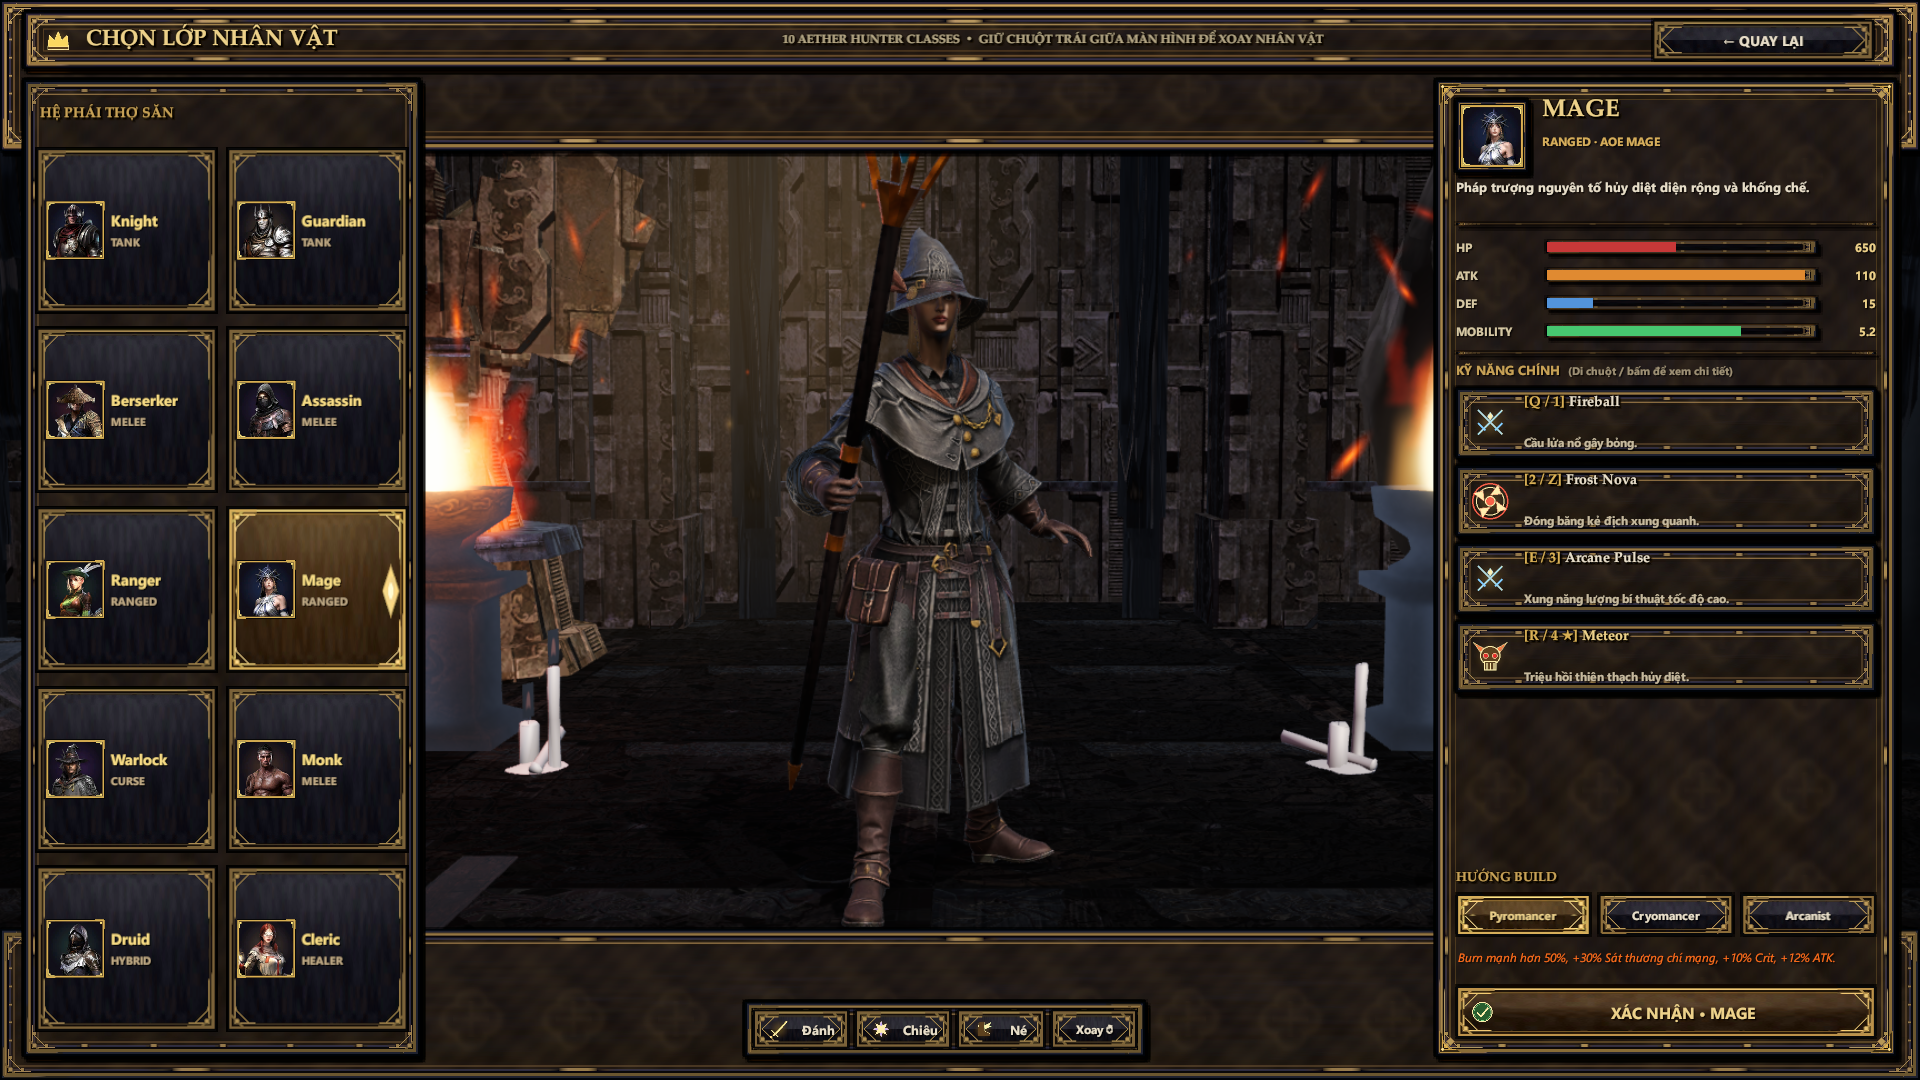 CHỌN LỚP NHÂN VẬT
10 AETHER HUNTER CLASSES • GIỮ CHUỘT TRÁI GIỮA MÀN HÌNH ĐỂ XOAY NHÂN VẬT
← QUAY LẠI
HỆ PHÁI THỢ SĂN
Knight
TANK
Guardian
TANK
Berserker
MELEE
Assassin
MELEE
Ranger
RANGED
Mage
RANGED
Warlock
CURSE
Monk
MELEE
Druid
HYBRID
Cleric
HEALER
MAGE
RANGED · AOE MAGE
Pháp trượng nguyên tố hủy diệt diện rộng và khống chế.
HP 650
ATK 110
DEF 15
MOBILITY 5.2
KỸ NĂNG CHÍNH (Di chuột / bấm để xem chi tiết)
[Q / 1] Fireball
Cầu lửa nổ gây bỏng.
[2 / Z] Frost Nova
Đóng băng kẻ địch xung quanh.
[E / 3] Arcane Pulse
Xung năng lượng bí thuật tốc độ cao.
[R / 4 ★] Meteor
Triệu hồi thiên thạch hủy diệt.
HƯỚNG BUILD
Pyromancer
Cryomancer
Arcanist
Burn mạnh hơn 50%, +30% Sát thương chí mạng, +10% Crit, +12% ATK.
XÁC NHẬN • MAGE
Đánh
Chiêu
Né
Xoay